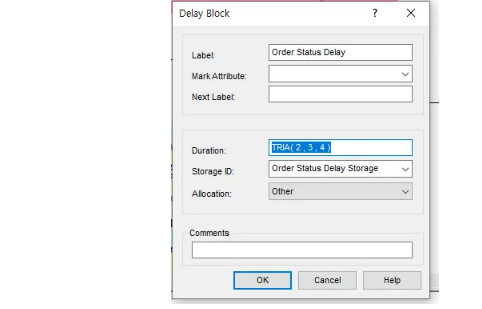 Delay Block
? X
Label: Order Status Delay
Mark Attribute:
Next Label:
Duration: TRIA( 2 , 3 , 4 )
Storage ID: Order Status Delay Storage
Allocation: Other
Comments
OK Cancel Help